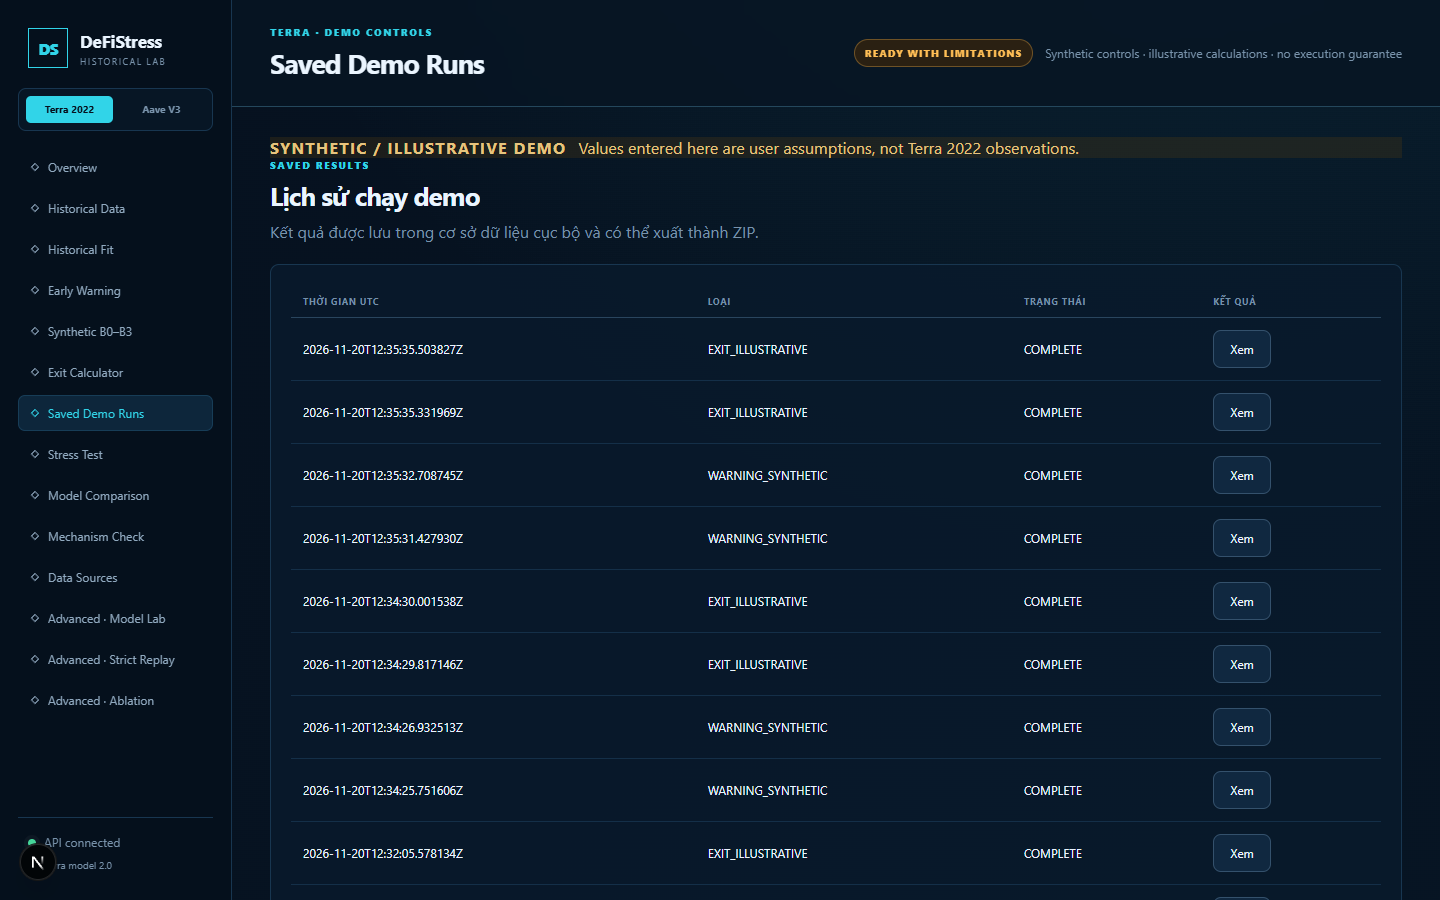 DS
DeFiStress
HISTORICAL LAB
Terra 2022
Aave V3
Overview
Historical Data
Historical Fit
Early Warning
Synthetic B0–B3
Exit Calculator
Saved Demo Runs
Stress Test
Model Comparison
Mechanism Check
Data Sources
Advanced · Model Lab
Advanced · Strict Replay
Advanced · Ablation
API connected
ra model 2.0
N
TERRA · DEMO CONTROLS
Saved Demo Runs
READY WITH LIMITATIONS
Synthetic controls · illustrative calculations · no execution guarantee
SYNTHETIC / ILLUSTRATIVE DEMO Values entered here are user assumptions, not Terra 2022 observations.
SAVED RESULTS
Lịch sử chạy demo
Kết quả được lưu trong cơ sở dữ liệu cục bộ và có thể xuất thành ZIP.
THỜI GIAN UTC LOẠI TRẠNG THÁI KẾT QUẢ
2026-11-20T12:35:35.503827Z EXIT_ILLUSTRATIVE COMPLETE Xem
2026-11-20T12:35:35.331969Z EXIT_ILLUSTRATIVE COMPLETE Xem
2026-11-20T12:35:32.708745Z WARNING_SYNTHETIC COMPLETE Xem
2026-11-20T12:35:31.427930Z WARNING_SYNTHETIC COMPLETE Xem
2026-11-20T12:34:30.001538Z EXIT_ILLUSTRATIVE COMPLETE Xem
2026-11-20T12:34:29.817146Z EXIT_ILLUSTRATIVE COMPLETE Xem
2026-11-20T12:34:26.932513Z WARNING_SYNTHETIC COMPLETE Xem
2026-11-20T12:34:25.751606Z WARNING_SYNTHETIC COMPLETE Xem
2026-11-20T12:32:05.578134Z EXIT_ILLUSTRATIVE COMPLETE Xem